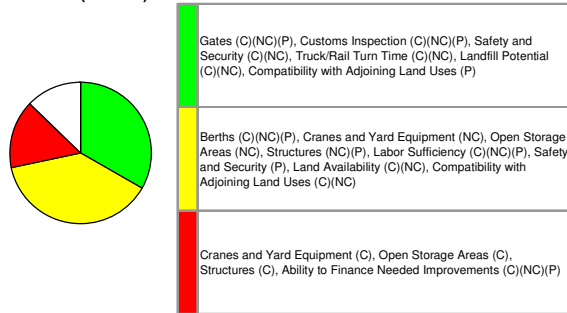 Gates (C)(NC)(P), Customs Inspection (C)(NC)(P), Safety and
Security (C)(NC), Truck/Rail Turn Time (C)(NC), Landfill Potential
(C)(NC), Compatibility with Adjoining Land Uses (P)
Berths (C)(NC)(P), Cranes and Yard Equipment (NC), Open Storage
Areas (NC), Structures (NC)(P), Labor Sufficiency (C)(NC)(P), Safety
and Security (P), Land Availability (C)(NC), Compatibility with
Adjoining Land Uses (C)(NC)
Cranes and Yard Equipment (C), Open Storage Areas (C),
Structures (C), Ability to Finance Needed Improvements (C)(NC)(P)